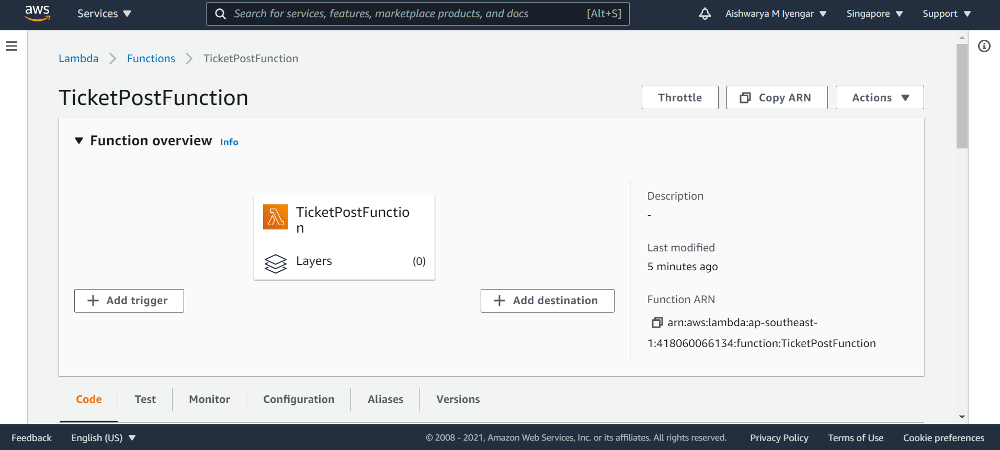 aws Services Search for services, features, marketplace products, and docs [Alt+S] Aishwarya M Iyengar Singapore Support
Lambda Functions TicketPostFunction
TicketPostFunction Throttle Copy ARN Actions
Function overview Info
TicketPostFunctio
n
Layers (0)
Add trigger Add destination
Description
-
Last modified
5 minutes ago
Function ARN
arn:aws:lambda:ap-southeast-
1:418060066134:function:TicketPostFunction
Code Test Monitor Configuration Aliases Versions
Feedback English (US) © 2008 - 2021, Amazon Web Services, Inc. or its affiliates. All rights reserved. Privacy Policy Terms of Use Cookie preferences